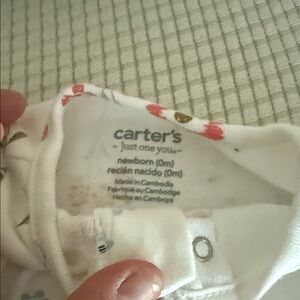 carter's
Just one you®
newborn (0m)
recién nacido (0m)
Made in Cambodia
Fabriqué au Cambodge
Hecho en Camboya